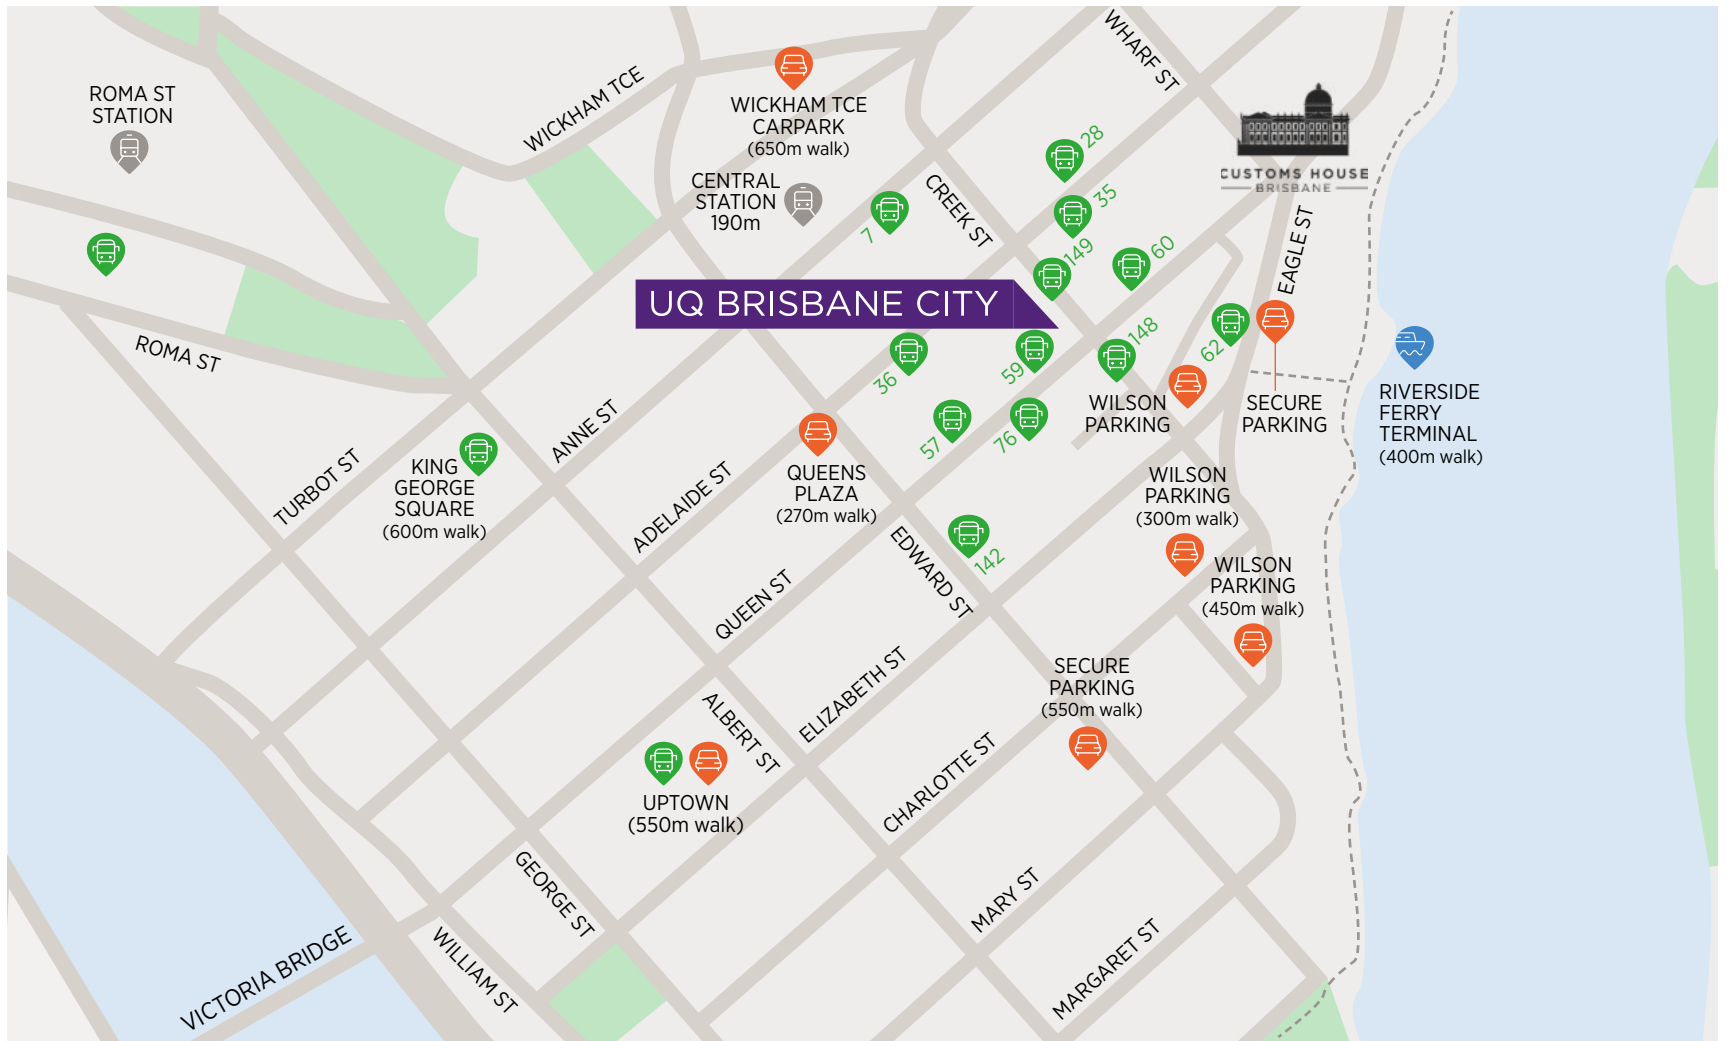 WHARF ST
ROMA ST
STATION
WICKHAM TCE
WICKHAM TCE
CARPARK
(650m walk)
CUSTOMS HOUSE
BRISBANE
28
CENTRAL
STATION
190m
CREEK ST
35
7
149
60
EAGLE ST
UQ BRISBANE CITY
ROMA ST
36
59
148
62
WILSON
PARKING
SECURE
PARKING
RIVERSIDE
FERRY
TERMINAL
(400m walk)
ANNE ST
57
76
KING
GEORGE
SQUARE
(600m walk)
TURBOT ST
ADELAIDE ST
QUEENS
PLAZA
(270m walk)
WILSON
PARKING
(300m walk)
142
EDWARD ST
WILSON
PARKING
(450m walk)
QUEEN ST
ELIZABETH ST
SECURE
PARKING
(550m walk)
ALBERT ST
CHARLOTTE ST
UPTOWN
(550m walk)
GEORGE ST
MARY ST
VICTORIA BRIDGE
WILLIAM ST
MARGARET ST